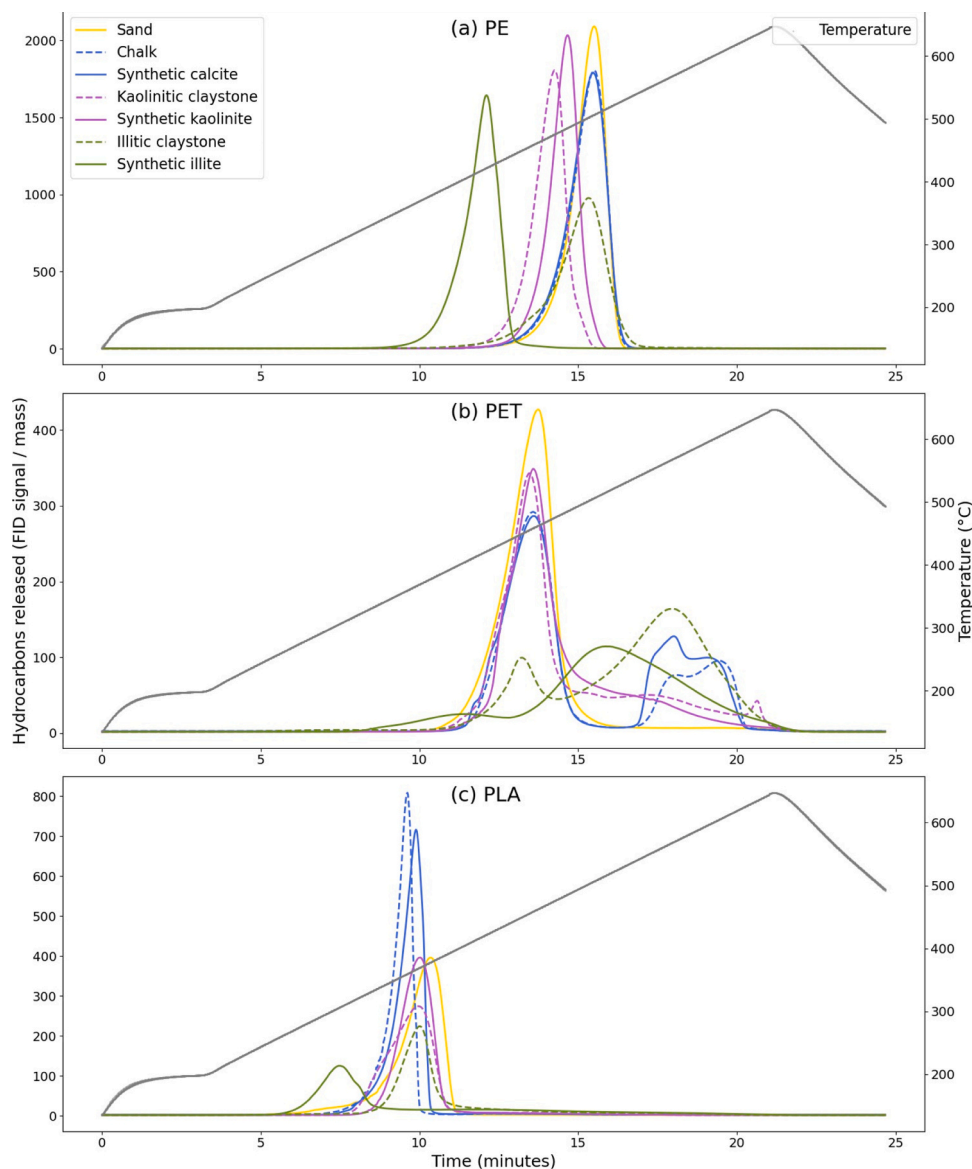 (a) PE
Sand
Chalk
Synthetic calcite
Kaolinitic claystone
Synthetic kaolinite
Illitic claystone
Synthetic illite
Temperature
2000
1500
1000
500
0
600
500
400
300
200
0 5 10 15 20 25
(b) PET
400
300
200
100
0
600
500
400
300
200
0 5 10 15 20 25
Hydrocarbons released (FID signal / mass)
Temperature (°C)
(c) PLA
800
700
600
500
400
300
200
100
0
600
500
400
300
200
0 5 10 15 20 25
Time (minutes)